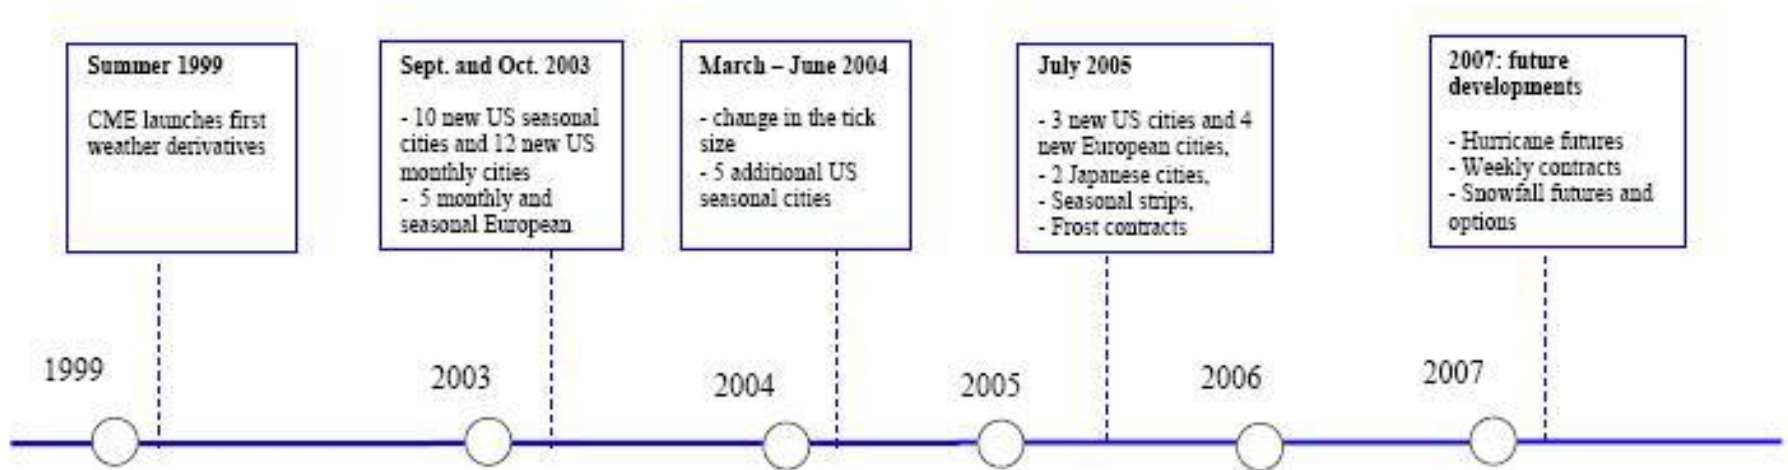 Summer 1999
CME launches first
weather derivatives
Sept. and Oct. 2003
- 10 new US seasonal
cities and 12 new US
monthly cities
- 5 monthly and
seasonal European
March – June 2004
- change in the tick
size
- 5 additional US
seasonal cities
July 2005
- 3 new US cities and 4
new European cities,
- 2 Japanese cities,
- Seasonal strips,
- Frost contracts
2007: future
developments
- Hurricane futures
- Weekly contracts
- Snowfall futures and
options
1999
2003
2004
2005
2006
2007